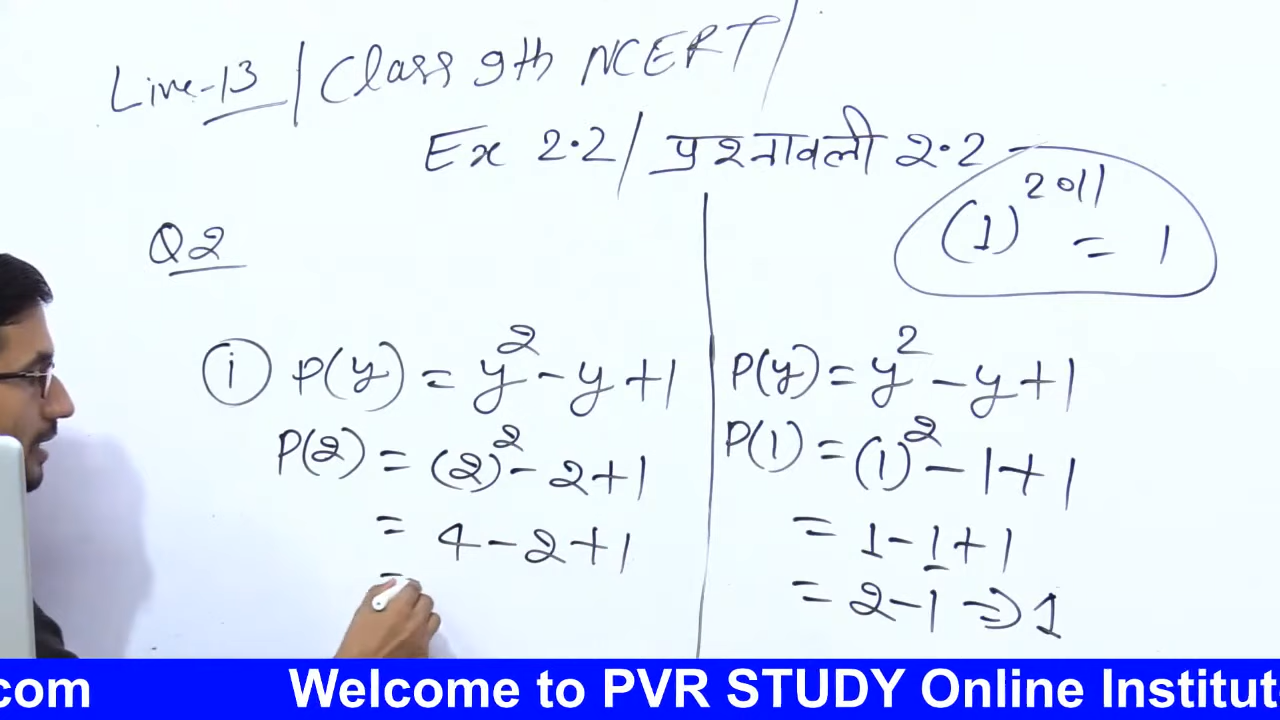 Live-13 / Class 9th NCERT /
Ex 2.2 / प्रश्नावली 2.2
(1)^2011 = 1
Q2
i P(y) = y^2 - y + 1
P(2) = (2)^2 - 2 + 1
= 4 - 2 + 1
=
P(y) = y^2 - y + 1
P(1) = (1)^2 - 1 + 1
= 1 - 1 + 1
= 2 - 1 ⇒ 1
.com Welcome to PVR STUDY Online Institut